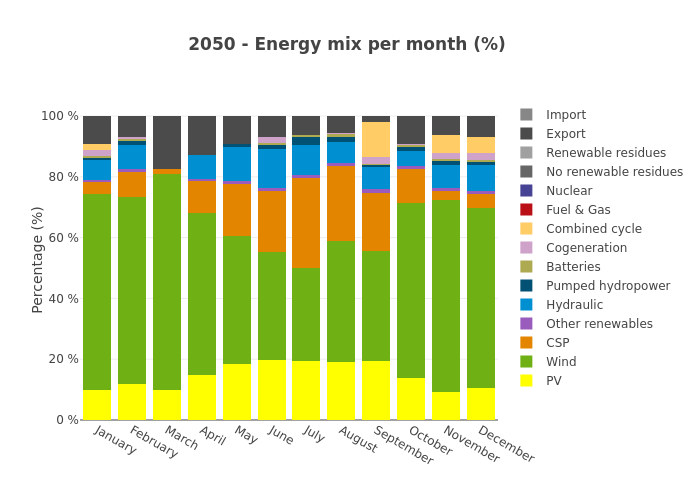 2050 - Energy mix per month (%)
100 %
80 %
60 %
40 %
20 %
0 %
Percentage (%)
January
February
March
April
May
June
July
August
September
October
November
December
Import
Export
Renewable residues
No renewable residues
Nuclear
Fuel & Gas
Combined cycle
Cogeneration
Batteries
Pumped hydropower
Hydraulic
Other renewables
CSP
Wind
PV